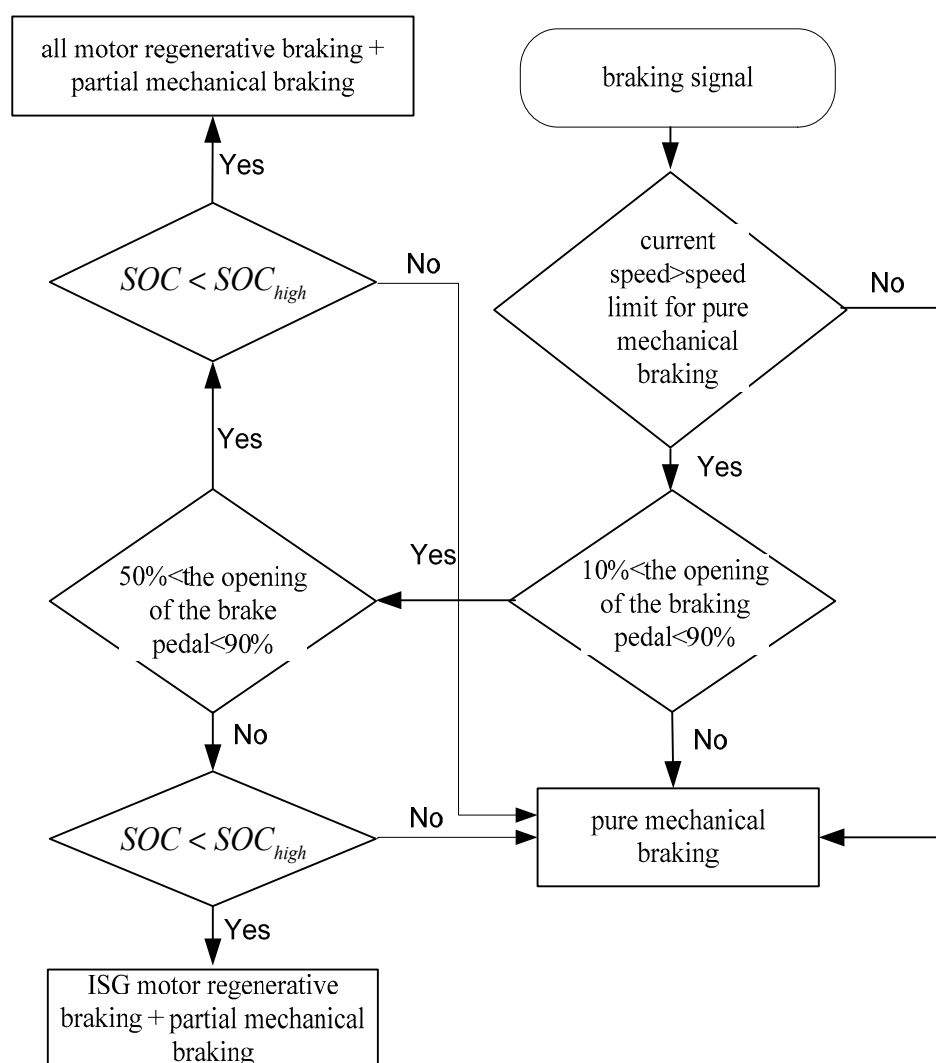 all motor regenerative braking +
partial mechanical braking
braking signal
Yes
SOC < SOC_high
No
current
speed>speed
limit for pure
mechanical
braking
No
Yes
Yes
50%<the opening
of the brake
pedal<90%
Yes
10%<the opening
of the braking
pedal<90%
No
No
SOC < SOC_high
No
pure mechanical
braking
Yes
ISG motor regenerative
braking + partial mechanical
braking